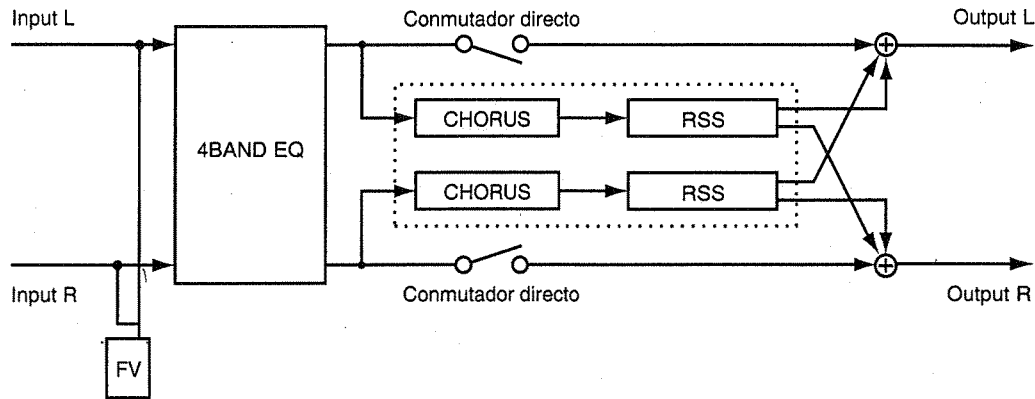 Input L
Conmutador directo
Output L
CHORUS
RSS
4BAND EQ
CHORUS
RSS
Input R
Conmutador directo
Output R
FV